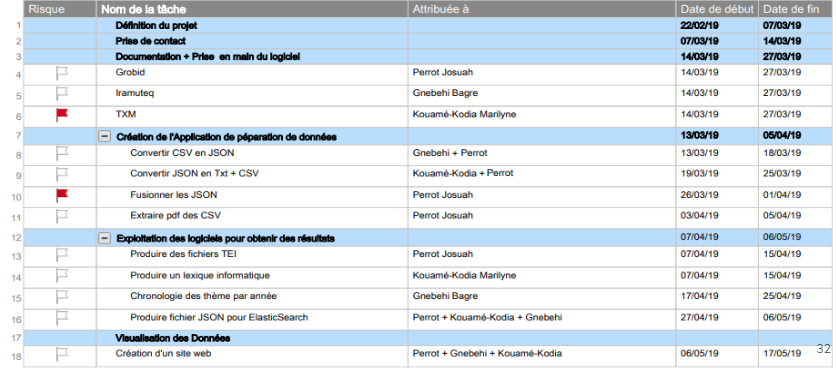 Risque Nom de la tâche Attribuée à Date de début Date de fin
1 Définition du projet 22/02/19 07/03/19
2 Prise de contact 07/03/19 14/03/19
3 Documentation + Prise en main du logiciel 14/03/19 27/03/19
4 Grobid Perrot Josuah 14/03/19 27/03/19
5 Iramuteq Gnebehi Bagre 14/03/19 27/03/19
6 TXM Kouamé-Kodia Marilyne 14/03/19 27/03/19
7 Création de l'Application de péparation de données 13/03/19 05/04/19
8 Convertir CSV en JSON Gnebehi + Perrot 13/03/19 18/03/19
9 Convertir JSON en Txt + CSV Kouamé-Kodia + Perrot 19/03/19 25/03/19
10 Fusionner les JSON Perrot Josuah 26/03/19 01/04/19
11 Extraire pdf des CSV Perrot Josuah 03/04/19 05/04/19
12 Exploitation des logiciels pour obtenir des résultats 07/04/19 06/05/19
13 Produire des fichiers TEI Perrot Josuah 07/04/19 15/04/19
14 Produire un lexique informatique Kouamé-Kodia Marilyne 07/04/19 15/04/19
15 Chronologie des thème par année Gnebehi Bagre 17/04/19 25/04/19
16 Produire fichier JSON pour ElasticSearch Perrot + Kouamé-Kodia + Gnebehi 27/04/19 06/05/19
17 Visualisation des Données
18 Création d'un site web Perrot + Gnebehi + Kouamé-Kodia 06/05/19 17/05/19
32